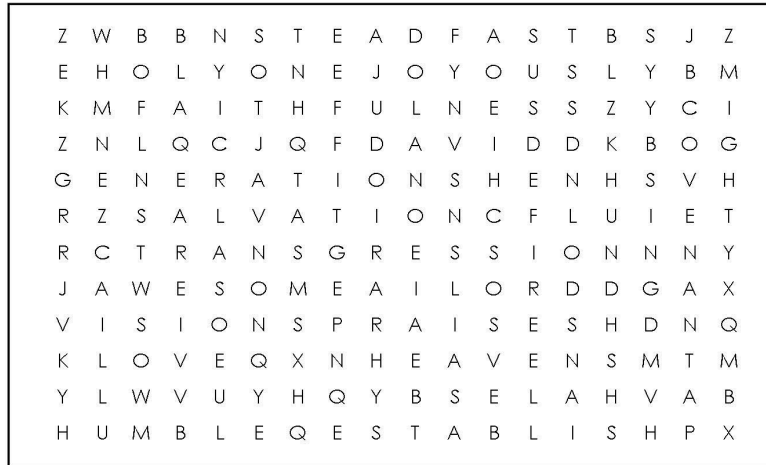 Z W B B N S T E A D F A S T B S J Z
E H O L Y O N E J O Y O U S L Y B M
K M F A I T H F U L N E S S Z Y C I
Z N L Q C J Q F D A V I D D K B O G
G E N E R A T I O N S H E N H S V H
R Z S A L V A T I O N C F L U I E T
R C T R A N S G R E S S I O N N N Y
J A W E S O M E A I L O R D D G A X
V I S I O N S P R A I S E S H D N Q
K L O V E Q X N H E A V E N S M T M
Y L W V U Y H Q Y B S E L A H V A B
H U M B L E Q E S T A B L I S H P X